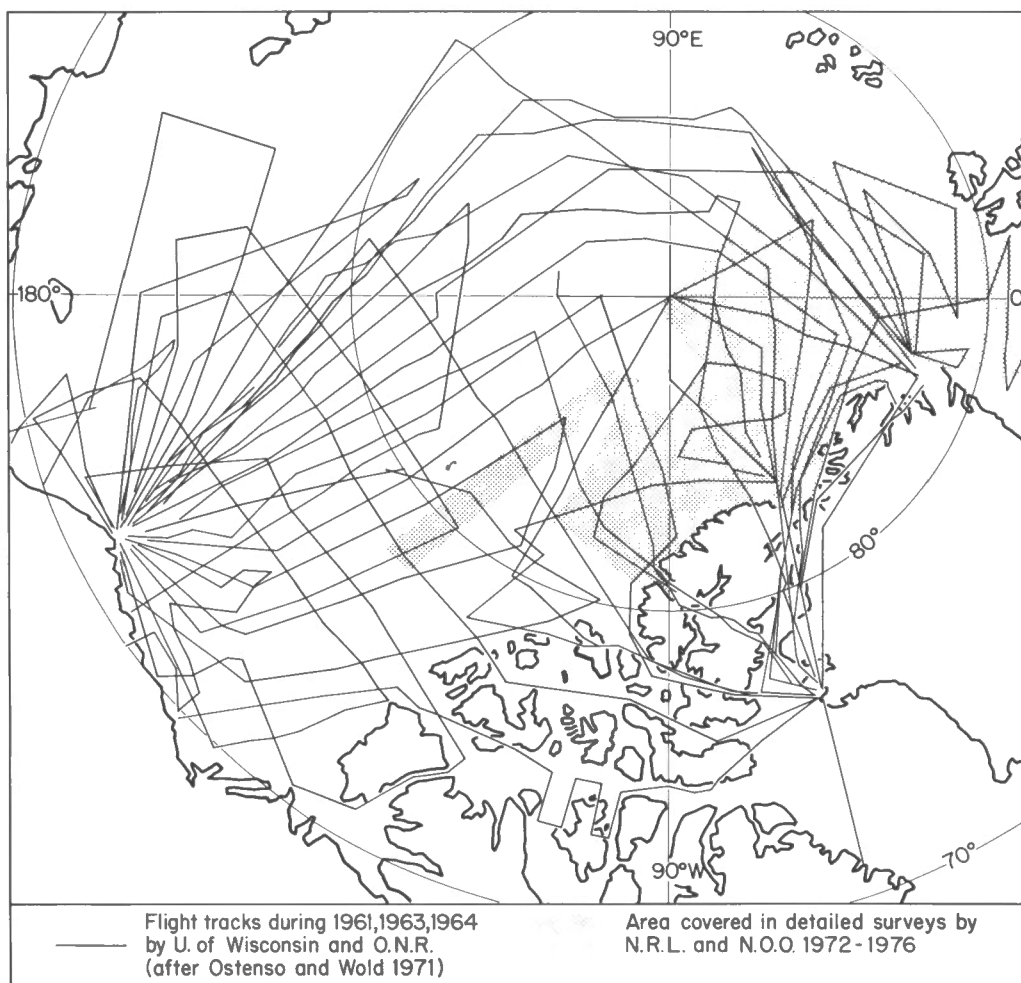 90°E
180°
0
80°
90°W
70°
Flight tracks during 1961,1963,1964
by U. of Wisconsin and O.N.R.
(after Ostenso and Wold 1971)
Area covered in detailed surveys by
N.R.L. and N.O.O. 1972-1976